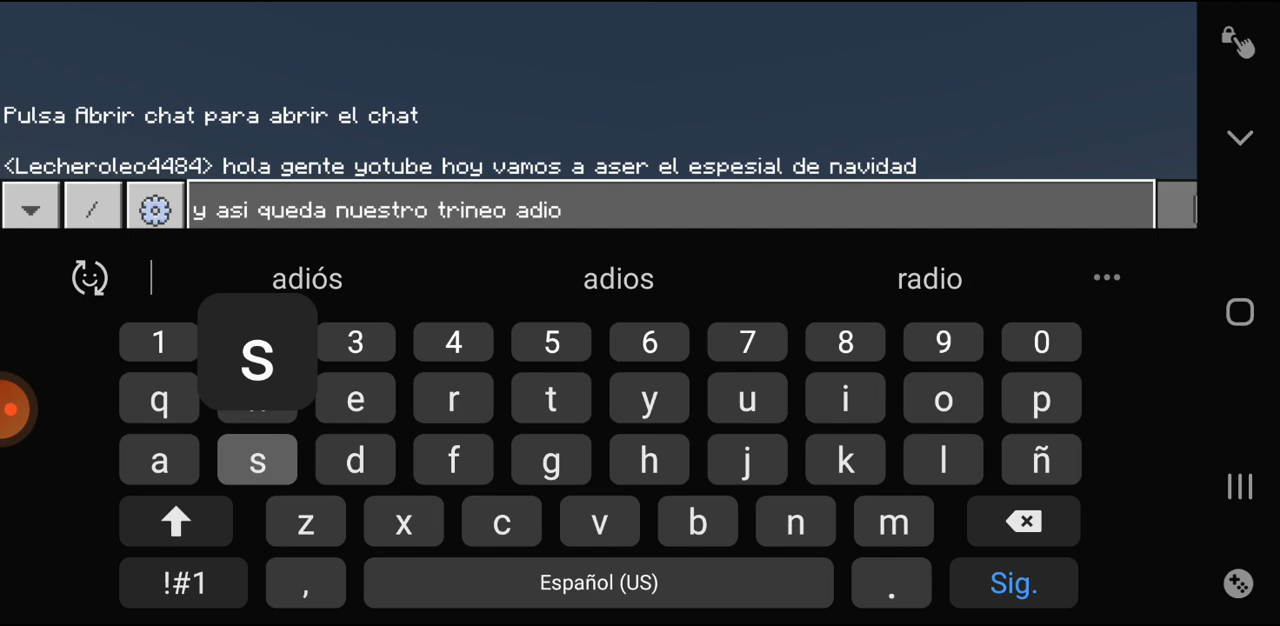 Pulsa Abrir chat para abrir el chat
<Lecheroleo4484> hola gente yotube hoy vamos a aser el espesial de navidad
/ y asi queda nuestro trineo adio
adiós adios radio
s
1 3 4 5 6 7 8 9 0
q e r t y u i o p
a s d f g h j k l ñ
z x c v b n m
!#1 , Español (US) . Sig.